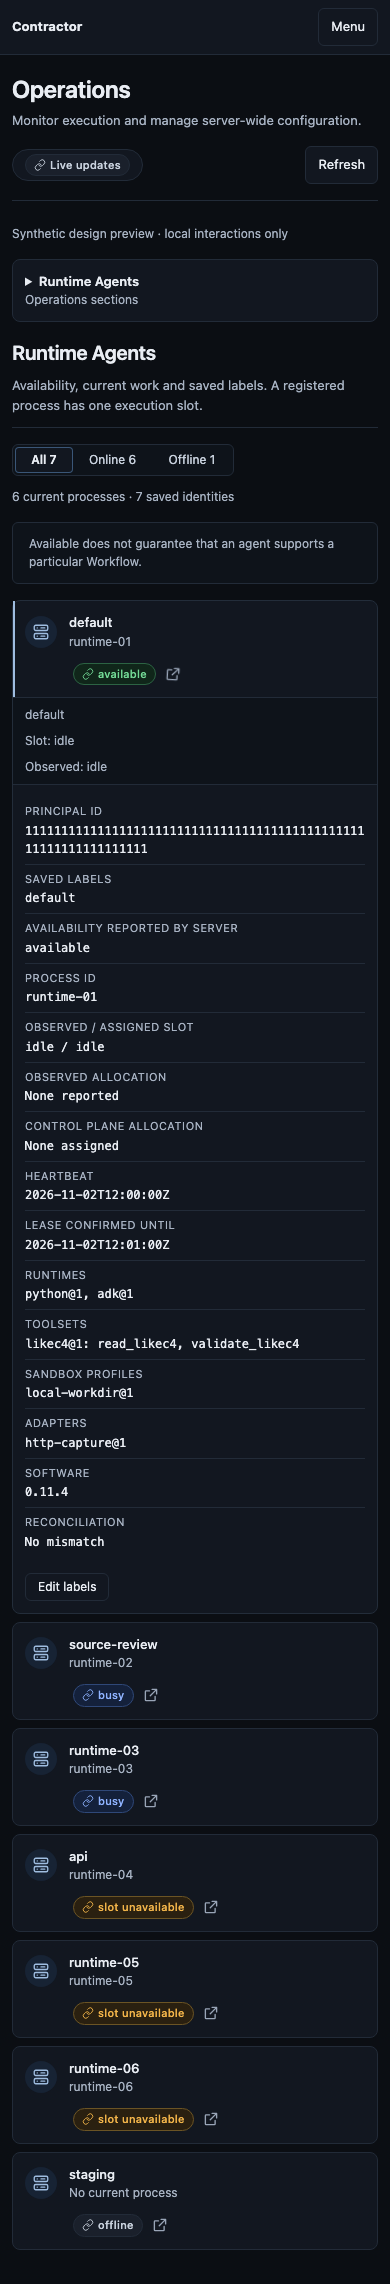 Contractor
Menu
Operations
Monitor execution and manage server-wide configuration.
Live updates
Refresh
Synthetic design preview · local interactions only
Runtime Agents
Operations sections
Runtime Agents
Availability, current work and saved labels. A registered
process has one execution slot.
All 7
Online 6
Offline 1
6 current processes · 7 saved identities
Available does not guarantee that an agent supports a
particular Workflow.
default
runtime-01
available
default
Slot: idle
Observed: idle
PRINCIPAL ID
11111111111111111111111111111111111111111111111
11111111111111111
SAVED LABELS
default
AVAILABILITY REPORTED BY SERVER
available
PROCESS ID
runtime-01
OBSERVED / ASSIGNED SLOT
idle / idle
OBSERVED ALLOCATION
None reported
CONTROL PLANE ALLOCATION
None assigned
HEARTBEAT
2026-11-02T12:00:00Z
LEASE CONFIRMED UNTIL
2026-11-02T12:01:00Z
RUNTIMES
python@1, adk@1
TOOLSETS
likec4@1: read_likec4, validate_likec4
SANDBOX PROFILES
local-workdir@1
ADAPTERS
http-capture@1
SOFTWARE
0.11.4
RECONCILIATION
No mismatch
Edit labels
source-review
runtime-02
busy
runtime-03
runtime-03
busy
api
runtime-04
slot unavailable
runtime-05
runtime-05
slot unavailable
runtime-06
runtime-06
slot unavailable
staging
No current process
offline